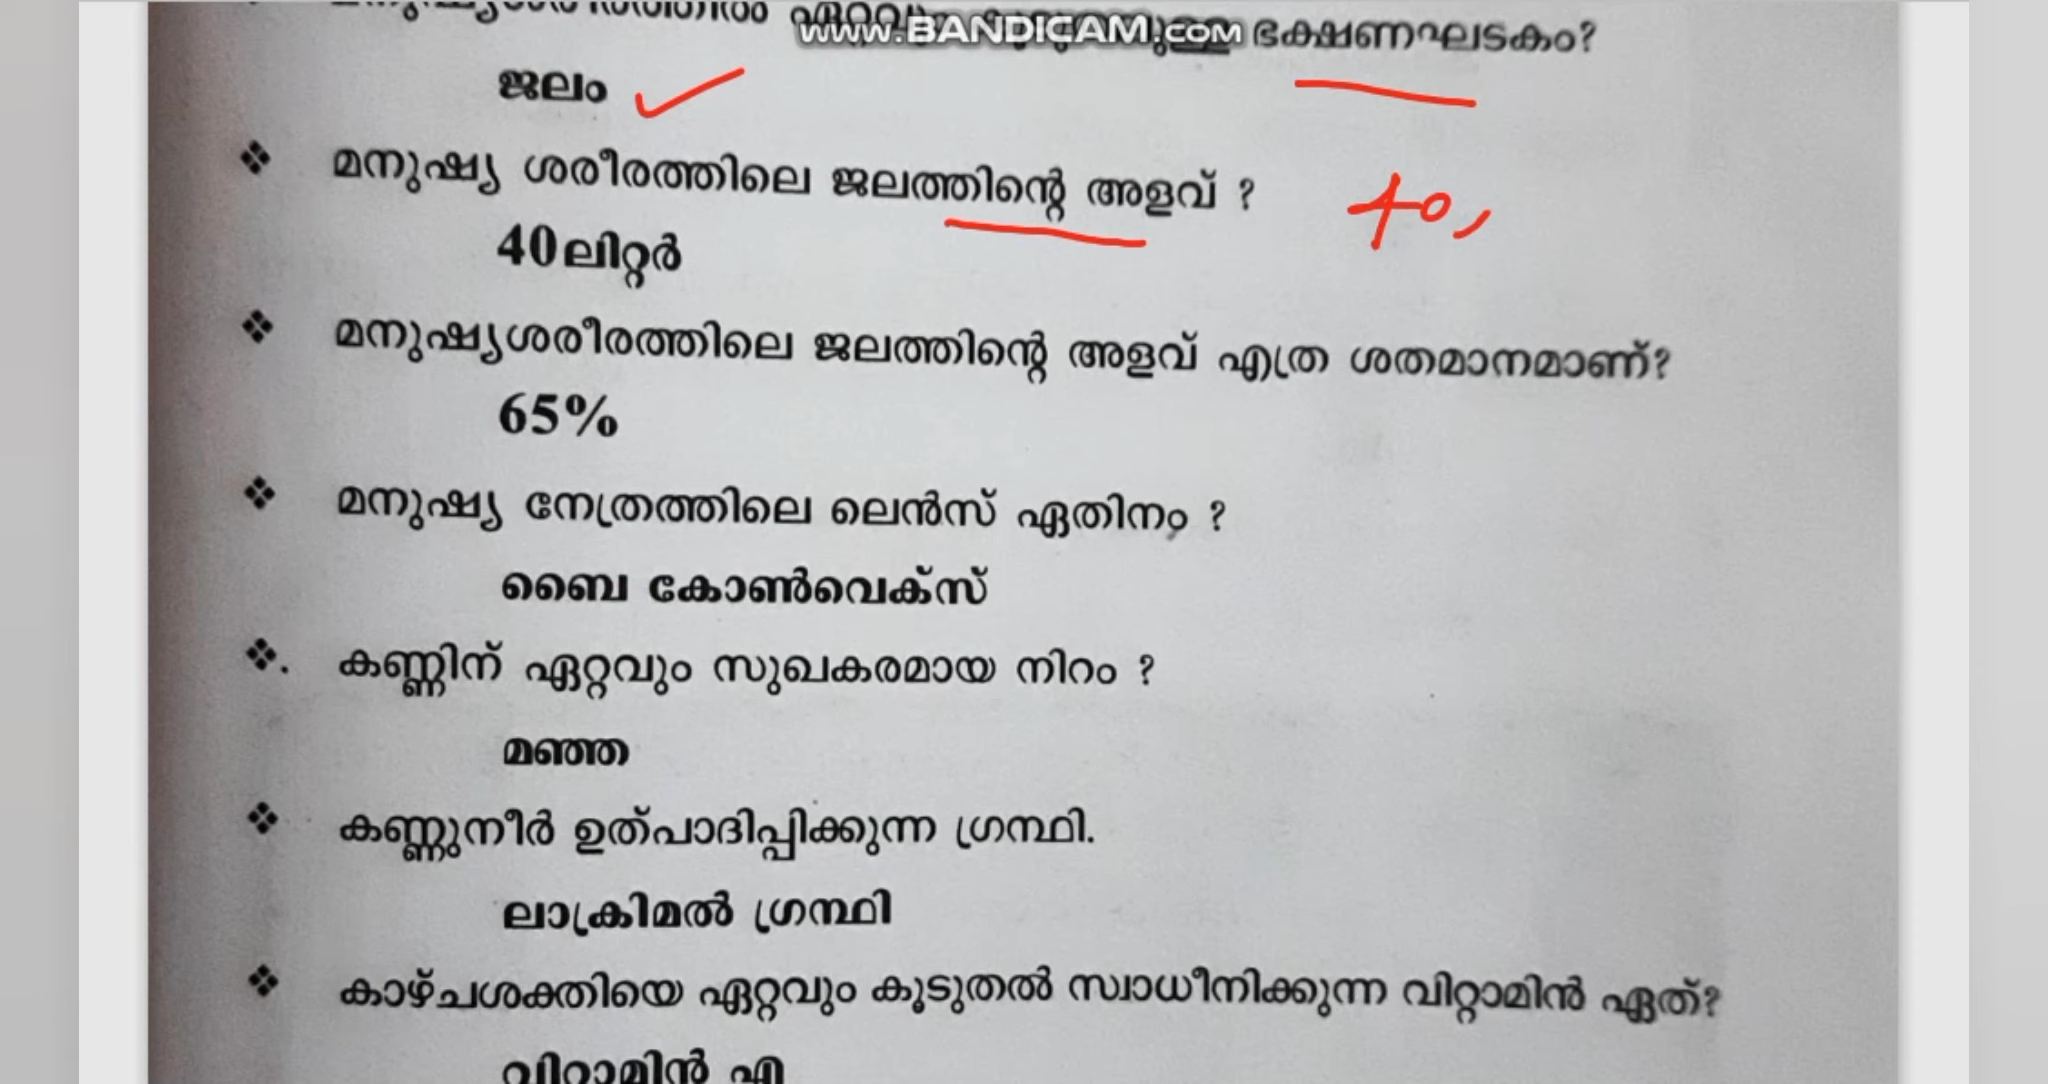 www.BANDICAM.com ഭക്ഷണഘടകം?
ജലം
മനുഷ്യ ശരീരത്തിലെ ജലത്തിന്റെ അളവ് ? 40,
40ലിറ്റർ
മനുഷ്യശരീരത്തിലെ ജലത്തിന്റെ അളവ് എത്ര ശതമാനമാണ്?
65%
മനുഷ്യ നേത്രത്തിലെ ലെൻസ് ഏതിനം ?
ബൈ കോൺവെക്സ്
കണ്ണിന് ഏറ്റവും സുഖകരമായ നിറം ?
മഞ്ഞ
കണ്ണുനീർ ഉത്പാദിപ്പിക്കുന്ന ഗ്രന്ഥി.
ലാക്രിമൽ ഗ്രന്ഥി
കാഴ്ചശക്തിയെ ഏറ്റവും കൂടുതൽ സ്വാധീനിക്കുന്ന വിറ്റാമിൻ ഏത്?
വിറ്റാമിൻ എ